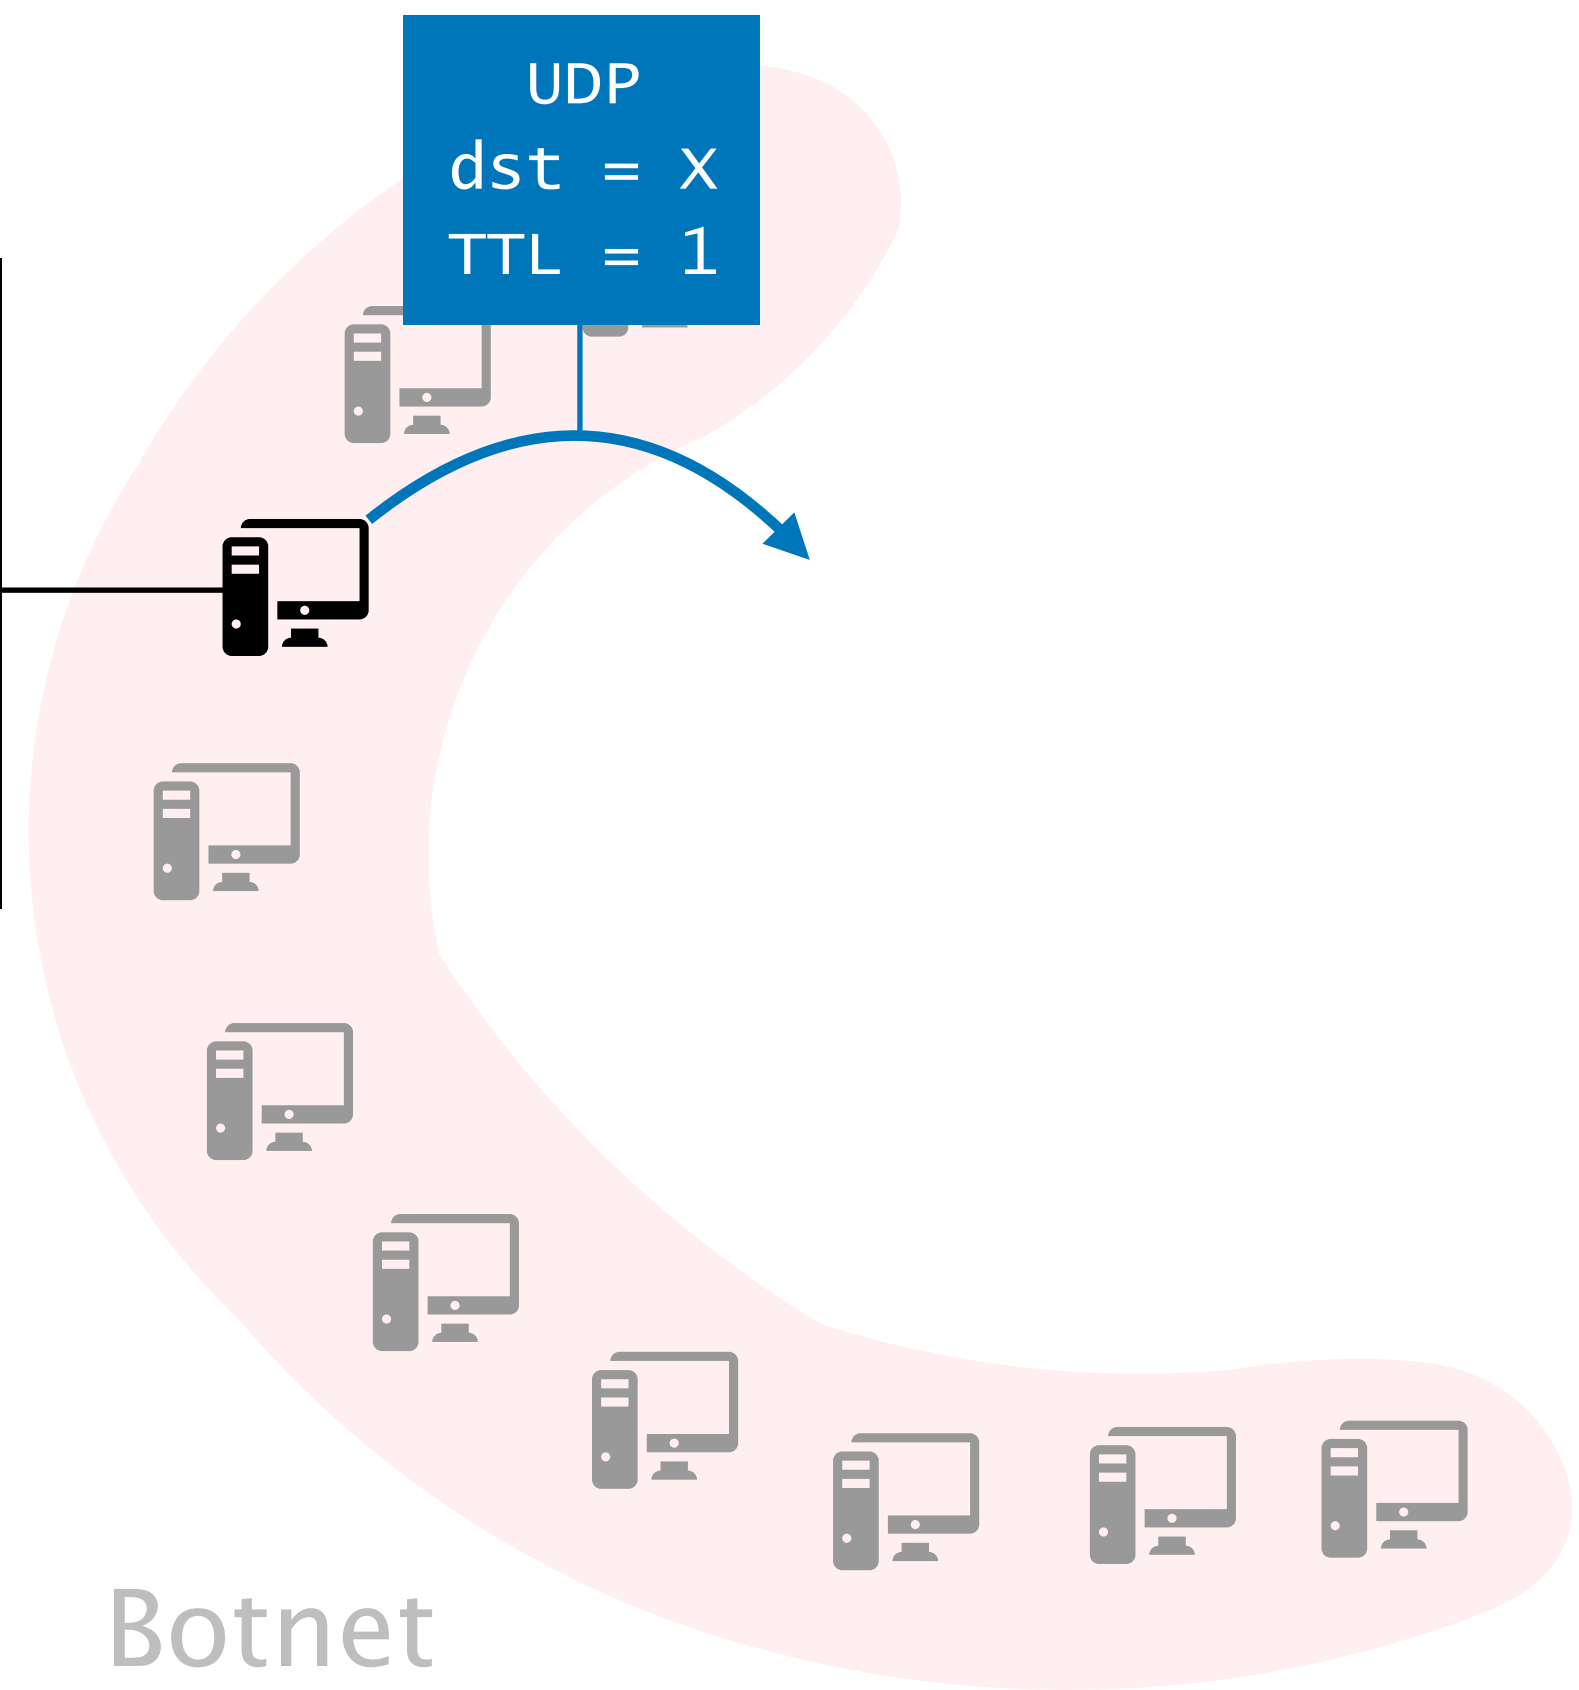 UDP
dst = x
TTL = 1
Botnet